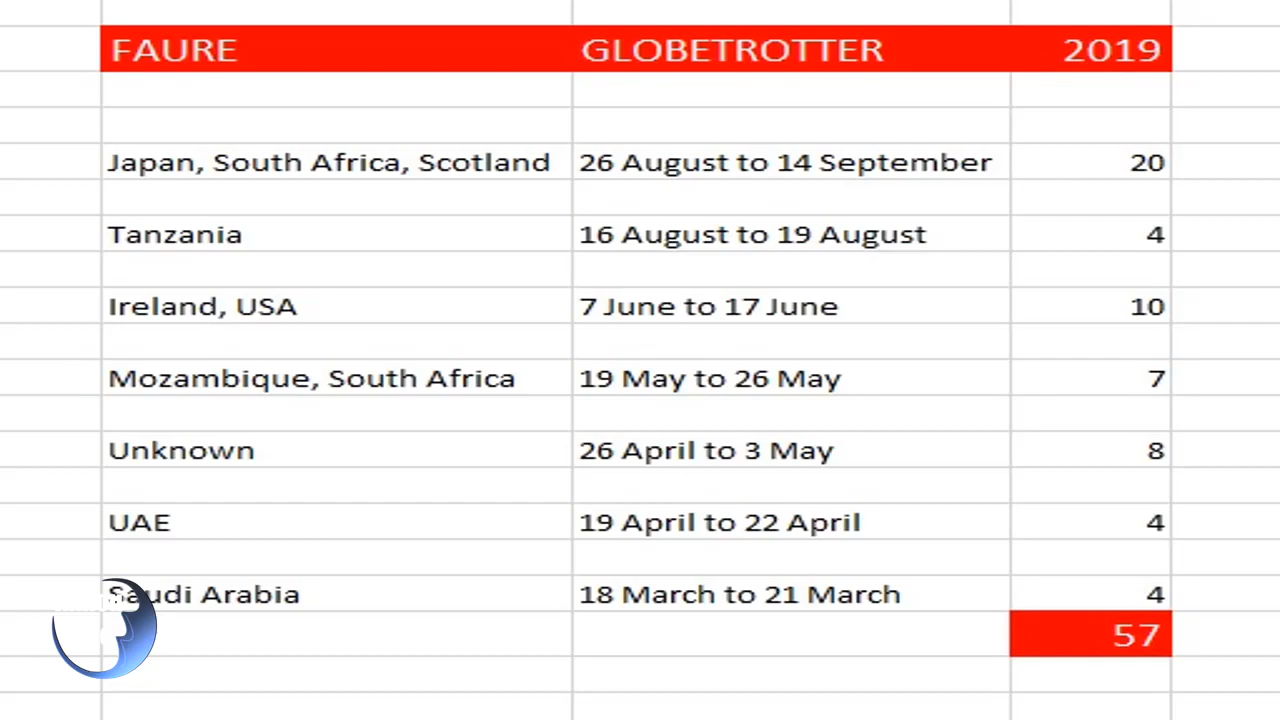 FAURE GLOBETROTTER 2019
Japan, South Africa, Scotland 26 August to 14 September 20
Tanzania 16 August to 19 August 4
Ireland, USA 7 June to 17 June 10
Mozambique, South Africa 19 May to 26 May 7
Unknown 26 April to 3 May 8
UAE 19 April to 22 April 4
Saudi Arabia 18 March to 21 March 4
57